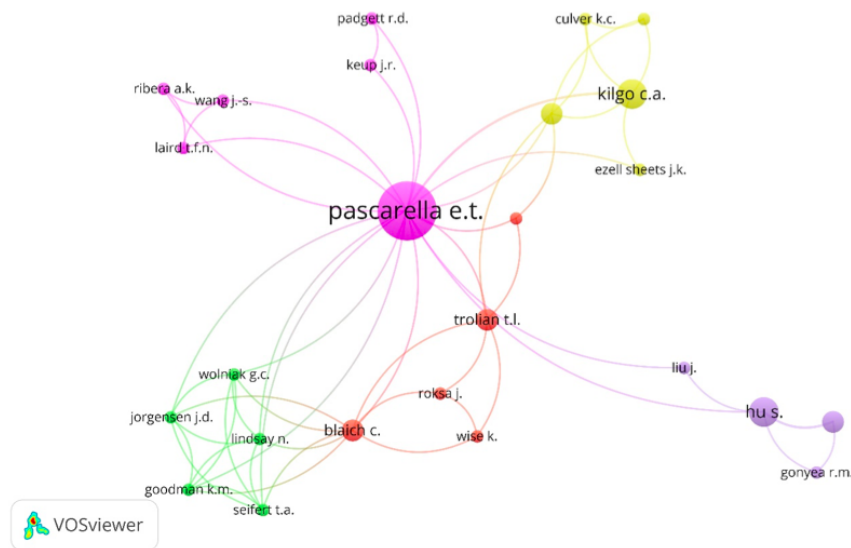 padgett r.d.
culver k.c.
keup j.r.
ribera a.k.
wang j.-s.
kilgo c.a.
laird t.f.n.
ezell sheets j.k.
pascarella e.t.
trolian t.l.
liu j.
wolniak g.c.
roksa j.
jorgensen j.d.
hu s.
lindsay n.
blaich c.
wise k.
gonyea r.m.
goodman k.m.
seifert t.a.
VOSviewer